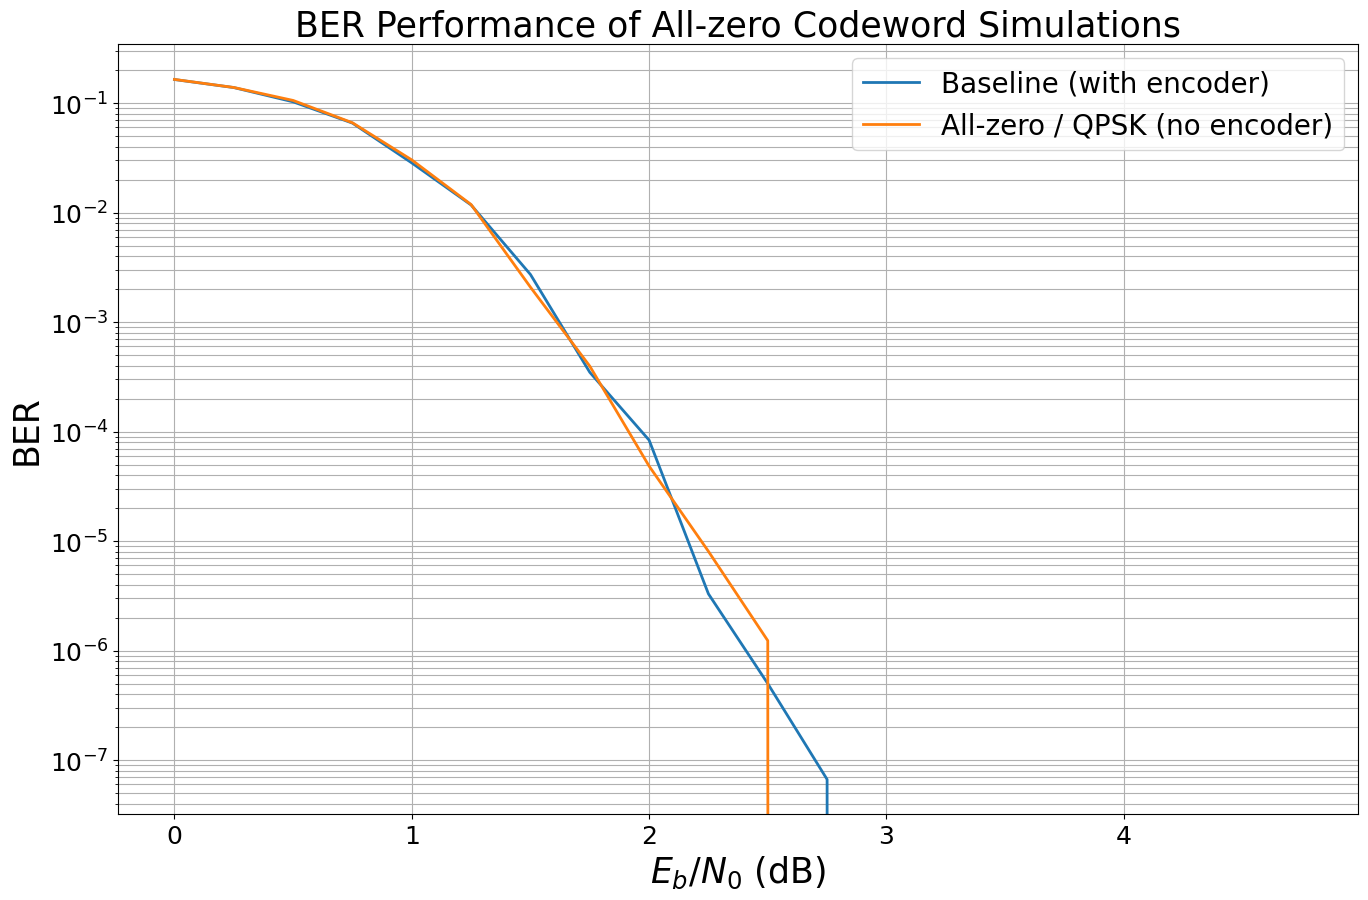 BER Performance of All-zero Codeword Simulations
Baseline (with encoder)
All-zero / QPSK (no encoder)
BER
10⁻¹
10⁻²
10⁻³
10⁻⁴
10⁻⁵
10⁻⁶
10⁻⁷
0 1 2 3 4
E_b/N_0 (dB)